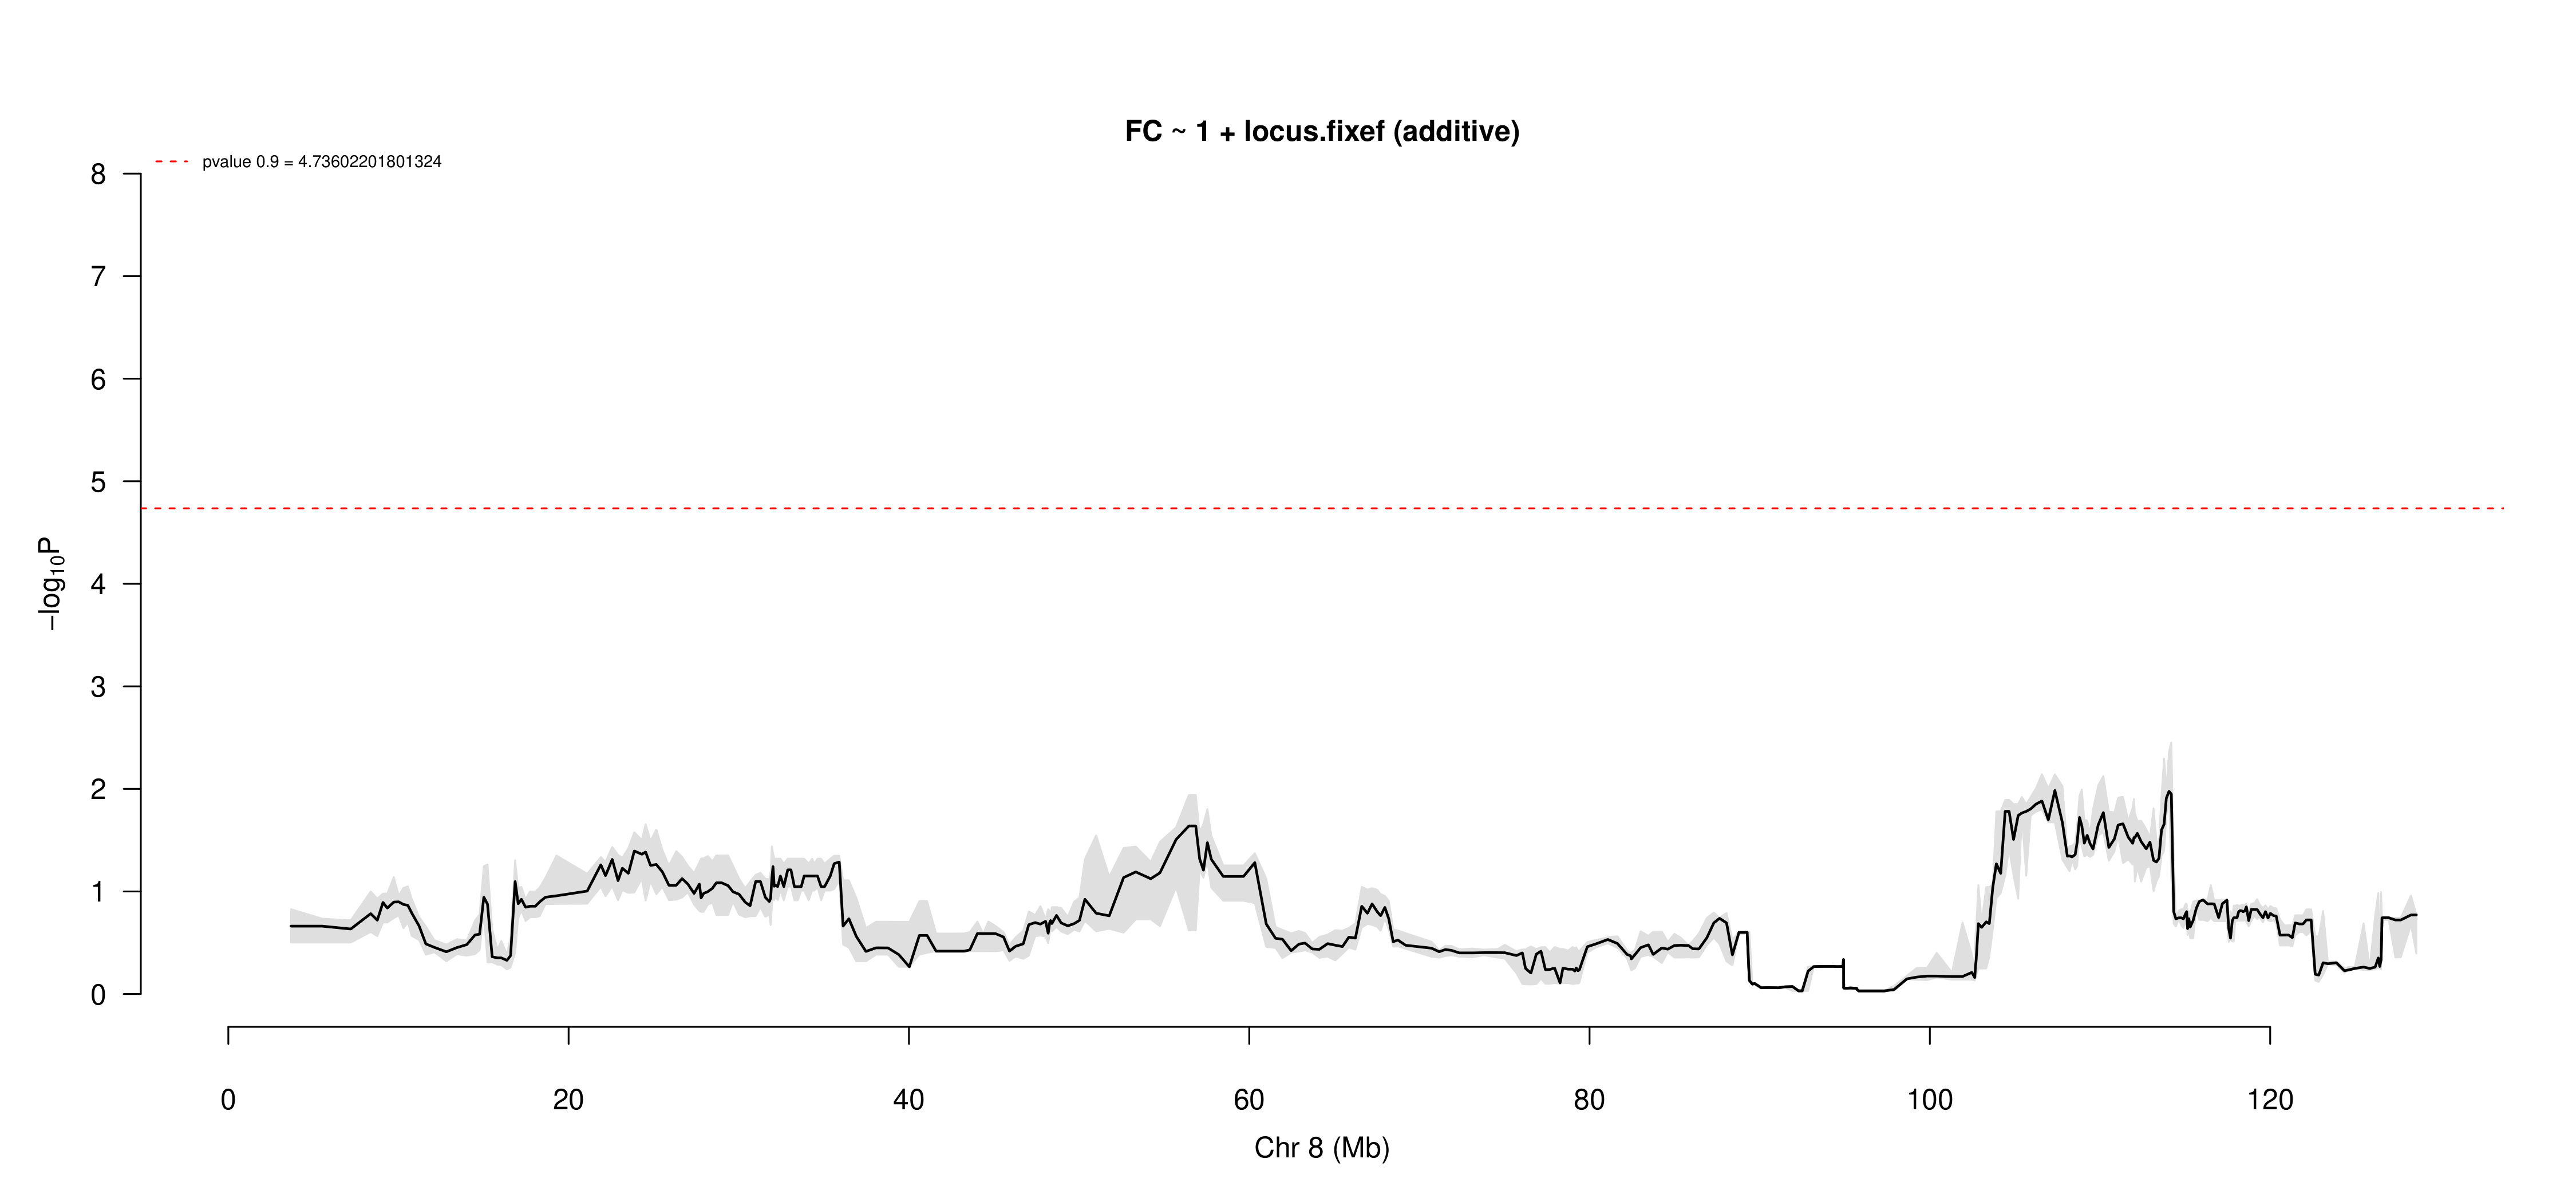 FC ~ 1 + locus.fixef (additive)
pvalue 0.9 = 4.73602201801324
8
7
6
5
4
3
2
1
0
−log10P
0 20 40 60 80 100 120
Chr 8 (Mb)